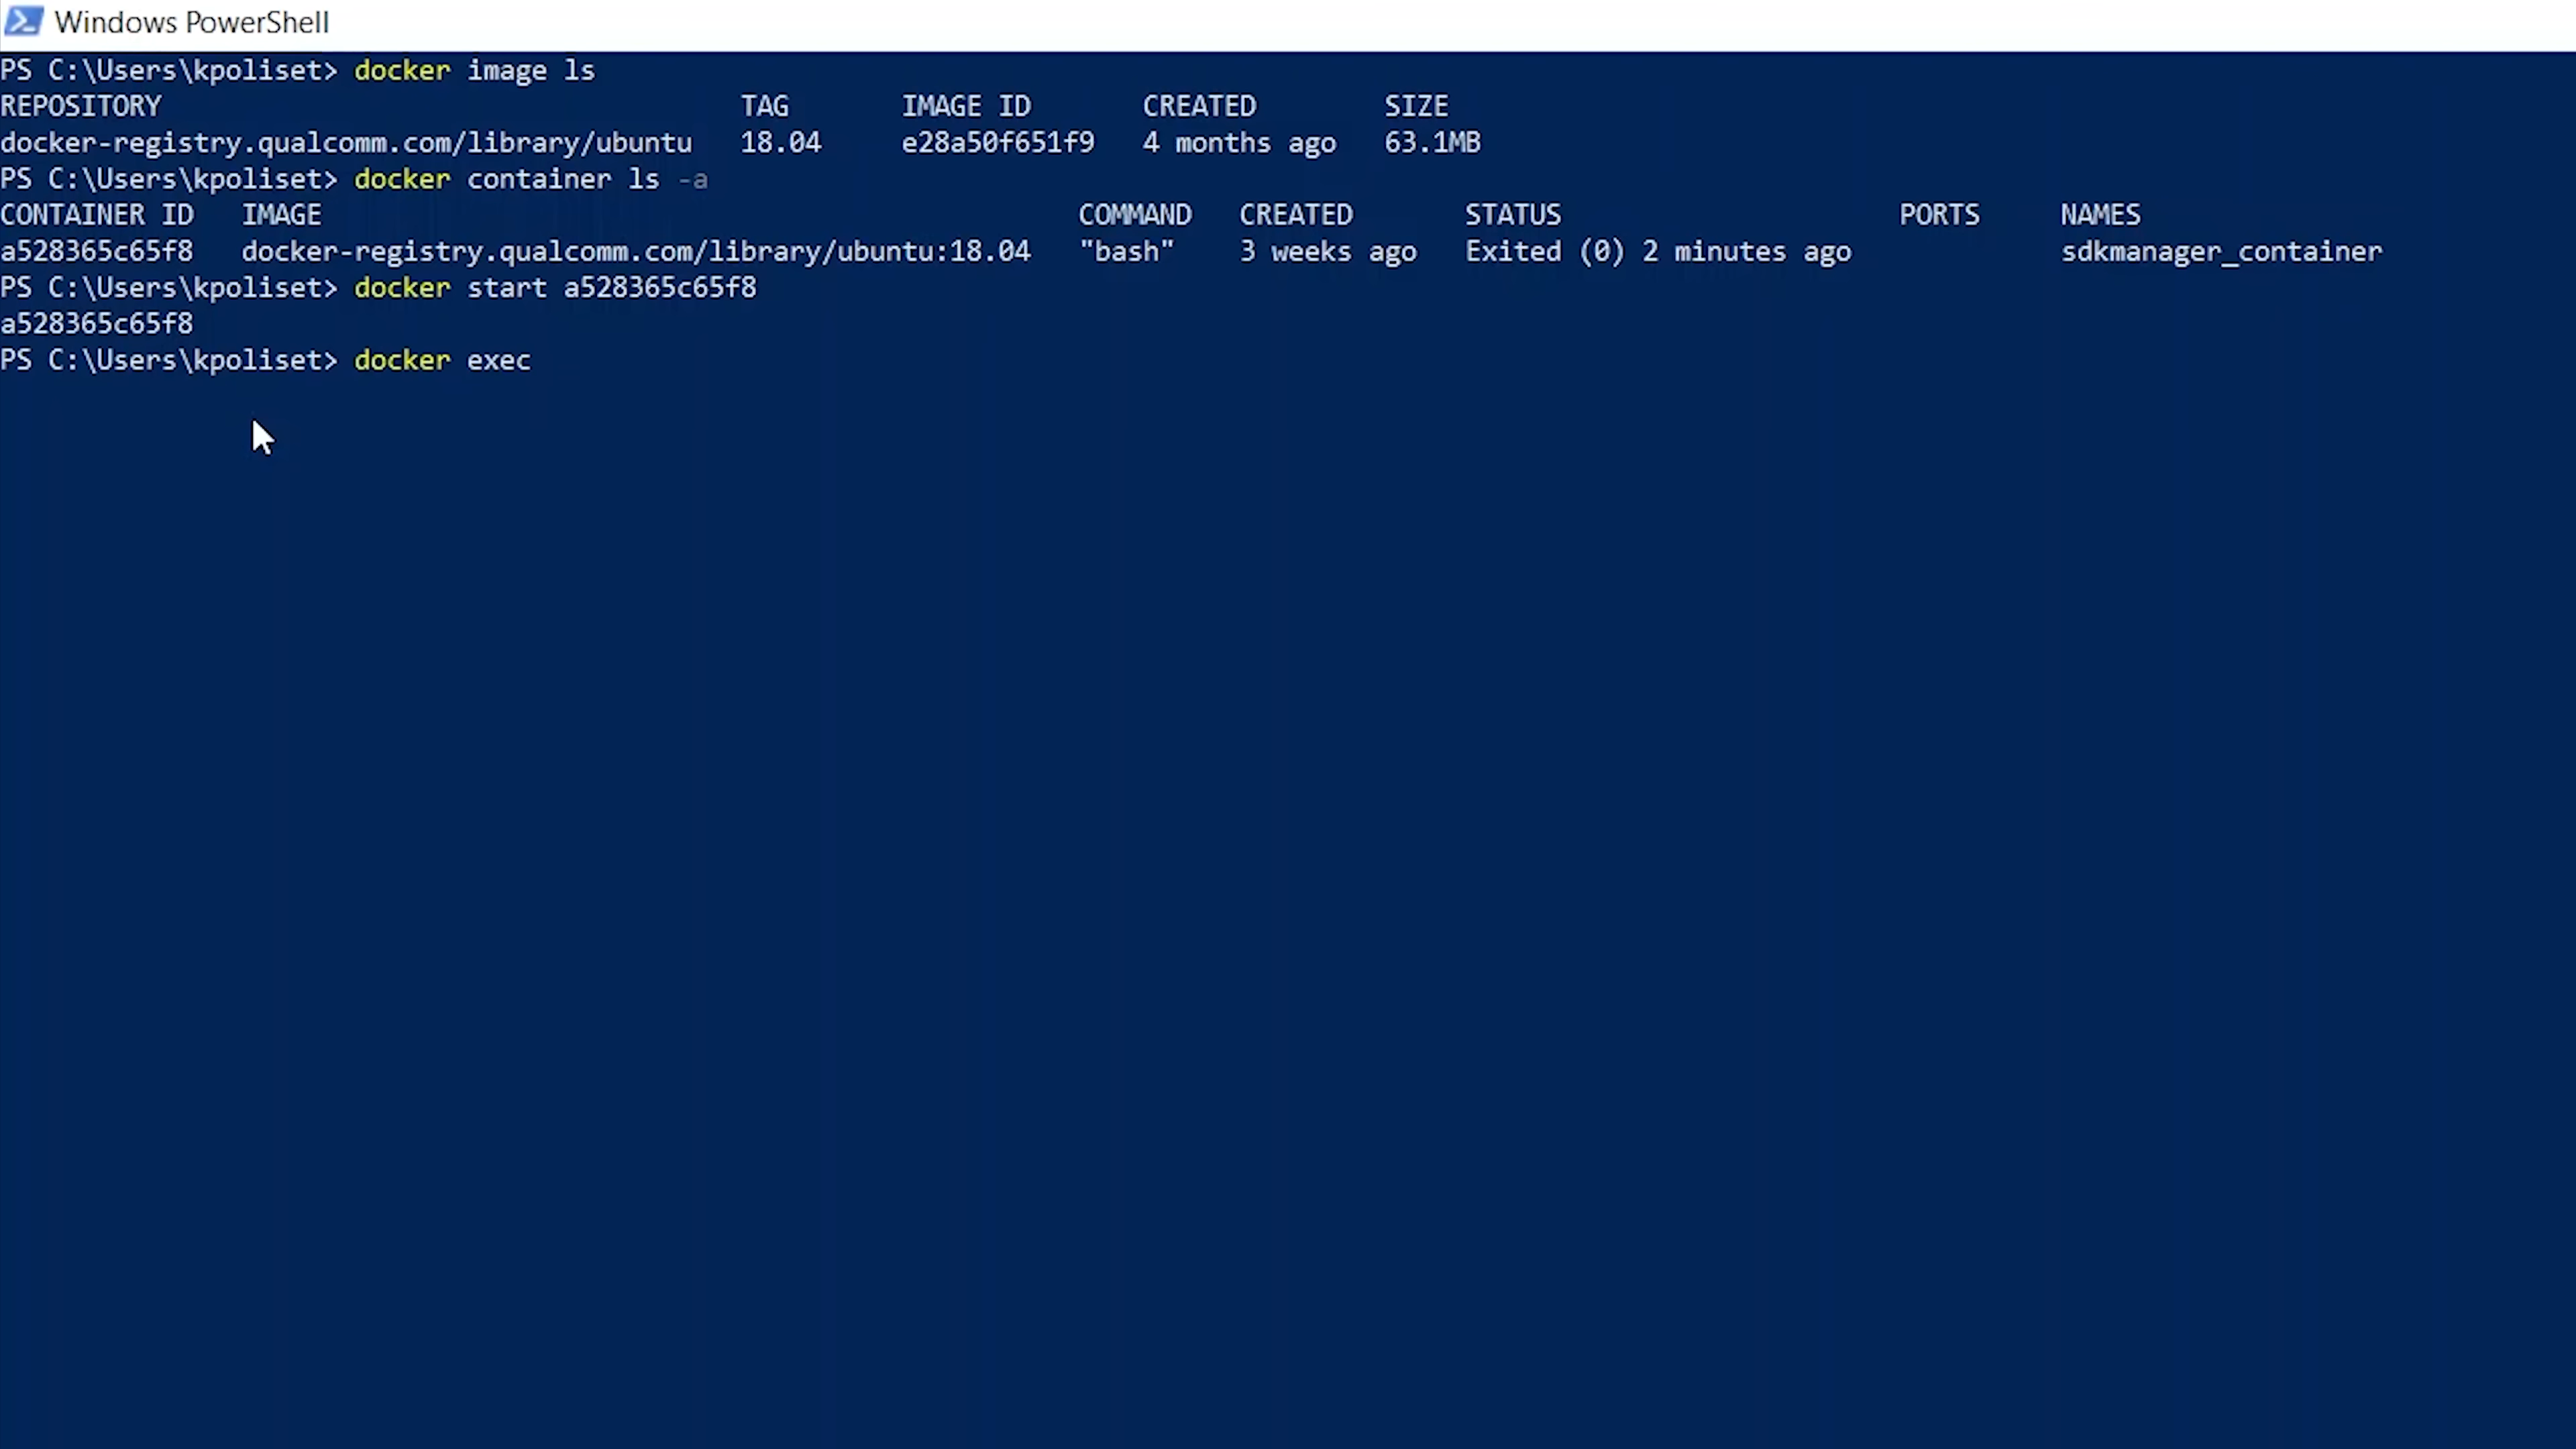 Windows PowerShell
PS C:\Users\kpoliset> docker image ls
REPOSITORY TAG IMAGE ID CREATED SIZE
docker-registry.qualcomm.com/library/ubuntu 18.04 e28a50f651f9 4 months ago 63.1MB
PS C:\Users\kpoliset> docker container ls -a
CONTAINER ID IMAGE COMMAND CREATED STATUS PORTS NAMES
a528365c65f8 docker-registry.qualcomm.com/library/ubuntu:18.04 "bash" 3 weeks ago Exited (0) 2 minutes ago sdkmanager_container
PS C:\Users\kpoliset> docker start a528365c65f8
a528365c65f8
PS C:\Users\kpoliset> docker exec